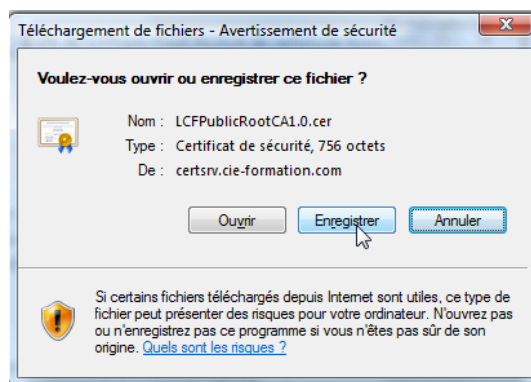 Téléchargement de fichiers - Avertissement de sécurité
Voulez-vous ouvrir ou enregistrer ce fichier ?
Nom : LCFPublicRootCA1.0.cer
Type : Certificat de sécurité, 756 octets
De : certsrv.cie-formation.com
Ouvrir Enregistrer Annuler
Si certains fichiers téléchargés depuis Internet sont utiles, ce type de
fichier peut présenter des risques pour votre ordinateur. N'ouvrez pas
ou n'enregistrez pas ce programme si vous n'êtes pas sûr de son
origine. Quels sont les risques ?